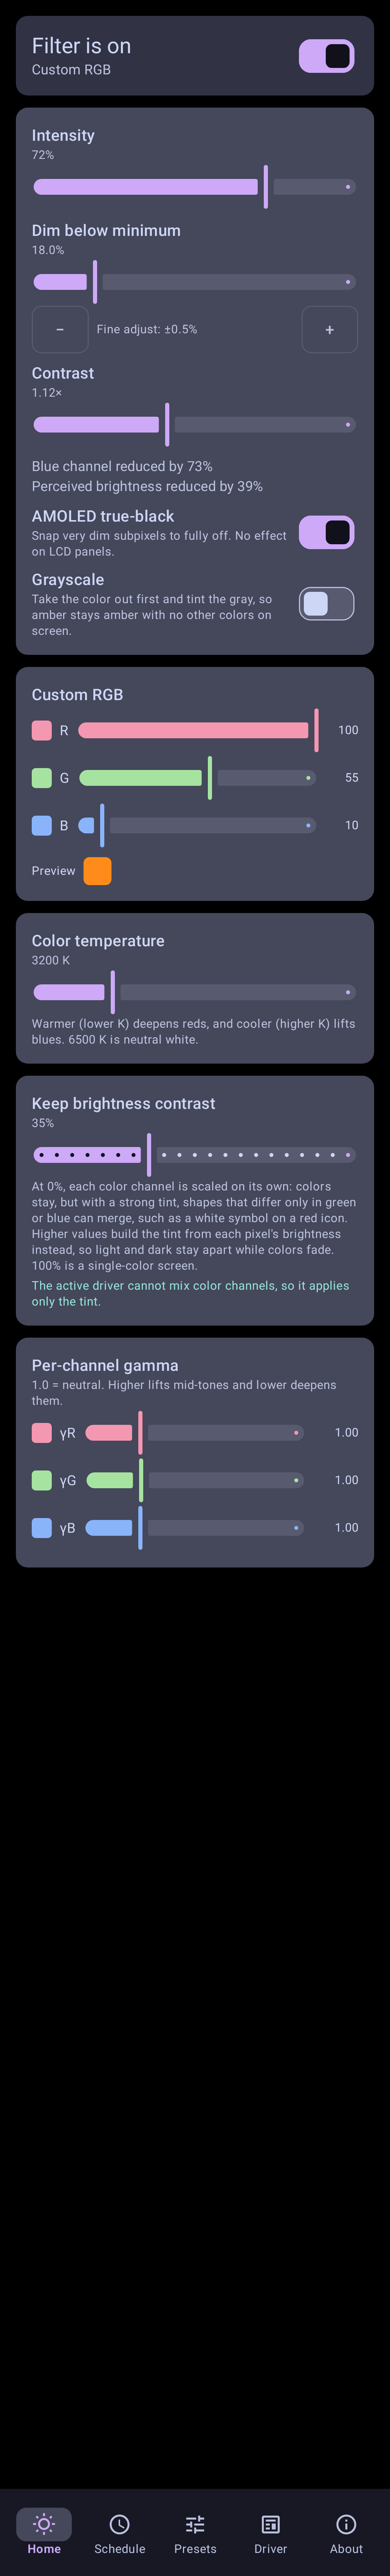 Filter is on
Custom RGB
Intensity
72%
Dim below minimum
18.0%
−
Fine adjust: ±0.5%
+
Contrast
1.12×
Blue channel reduced by 73%
Perceived brightness reduced by 39%
AMOLED true-black
Snap very dim subpixels to fully off. No effect
on LCD panels.
Grayscale
Take the color out first and tint the gray, so
amber stays amber with no other colors on
screen.
Custom RGB
R 100
G 55
B 10
Preview
Color temperature
3200 K
Warmer (lower K) deepens reds, and cooler (higher K) lifts
blues. 6500 K is neutral white.
Keep brightness contrast
35%
At 0%, each color channel is scaled on its own: colors
stay, but with a strong tint, shapes that differ only in green
or blue can merge, such as a white symbol on a red icon.
Higher values build the tint from each pixel's brightness
instead, so light and dark stay apart while colors fade.
100% is a single-color screen.
The active driver cannot mix color channels, so it applies
only the tint.
Per-channel gamma
1.0 = neutral. Higher lifts mid-tones and lower deepens
them.
γR 1.00
γG 1.00
γB 1.00
Home Schedule Presets Driver About